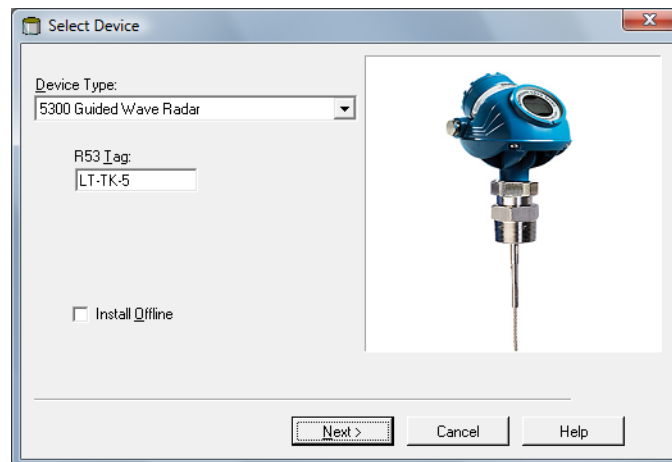 Select Device
Device Type:
5300 Guided Wave Radar
R53 Tag:
LT-TK-5
Install Offline
Next >
Cancel
Help